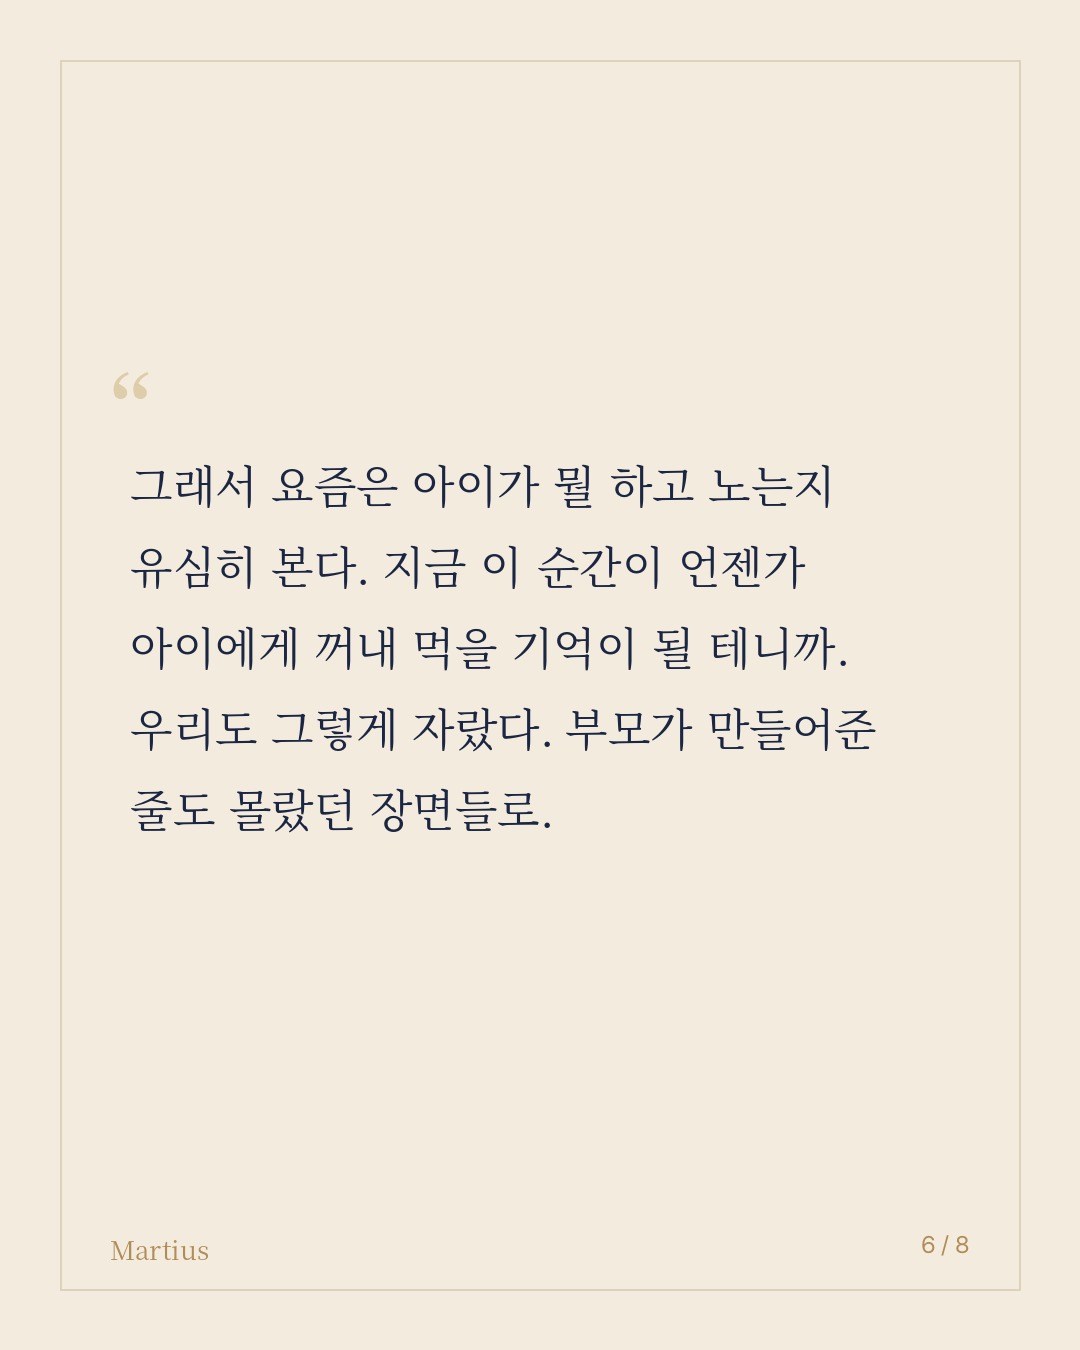 “
그래서 요즘은 아이가 뭘 하고 노는지
유심히 본다. 지금 이 순간이 언젠가
아이에게 꺼내 먹을 기억이 될 테니까.
우리도 그렇게 자랐다. 부모가 만들어준
줄도 몰랐던 장면들로.
Martius
6 / 8